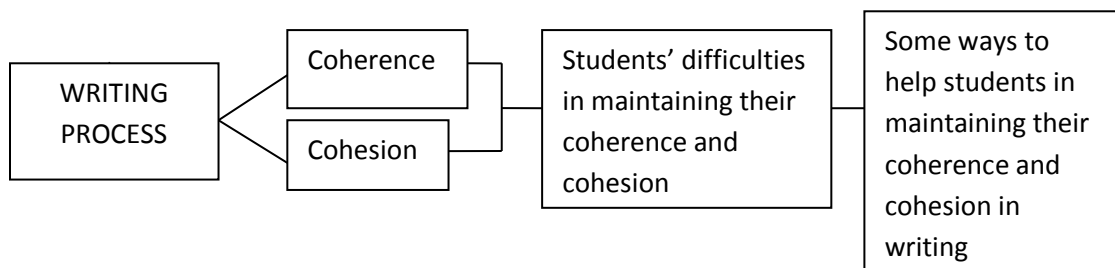 WRITING
PROCESS
Coherence
Cohesion
Students’ difficulties
in maintaining their
coherence and
cohesion
Some ways to
help students in
maintaining their
coherence and
cohesion in
writing